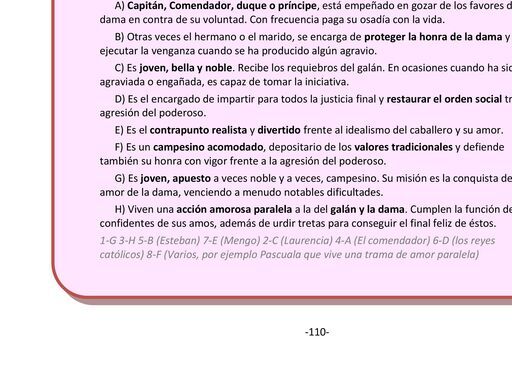 A) Capitán, Comendador, duque o príncipe, está empeñado en gozar de los favores d
dama en contra de su voluntad. Con frecuencia paga su osadía con la vida.
B) Otras veces el hermano o el marido, se encarga de proteger la honra de la dama y
ejecutar la venganza cuando se ha producido algún agravio.
C) Es joven, bella y noble. Recibe los requiebros del galán. En ocasiones cuando ha sid
agraviada o engañada, es capaz de tomar la iniciativa.
D) Es el encargado de impartir para todos la justicia final y restaurar el orden social tr
agresión del poderoso.
E) Es el contrapunto realista y divertido frente al idealismo del caballero y su amor.
F) Es un campesino acomodado, depositario de los valores tradicionales y defiende
también su honra con vigor frente a la agresión del poderoso.
G) Es joven, apuesto a veces noble y a veces, campesino. Su misión es la conquista de
amor de la dama, venciendo a menudo notables dificultades.
H) Viven una acción amorosa paralela a la del galán y la dama. Cumplen la función de
confidentes de sus amos, además de urdir tretas para conseguir el final feliz de éstos.
1-G 3-H 5-B (Esteban) 7-E (Mengo) 2-C (Laurencia) 4-A (El comendador) 6-D (los reyes
católicos) 8-F (Varios, por ejemplo Pascuala que vive una trama de amor paralela)
-110-